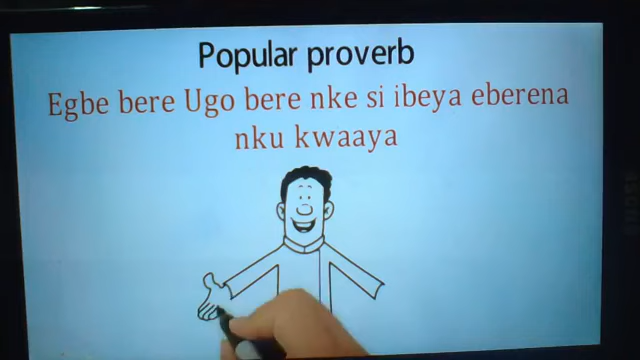 Popular proverb
Egbe bere Ugo bere nke si ibeya eberena
nku kwaaya